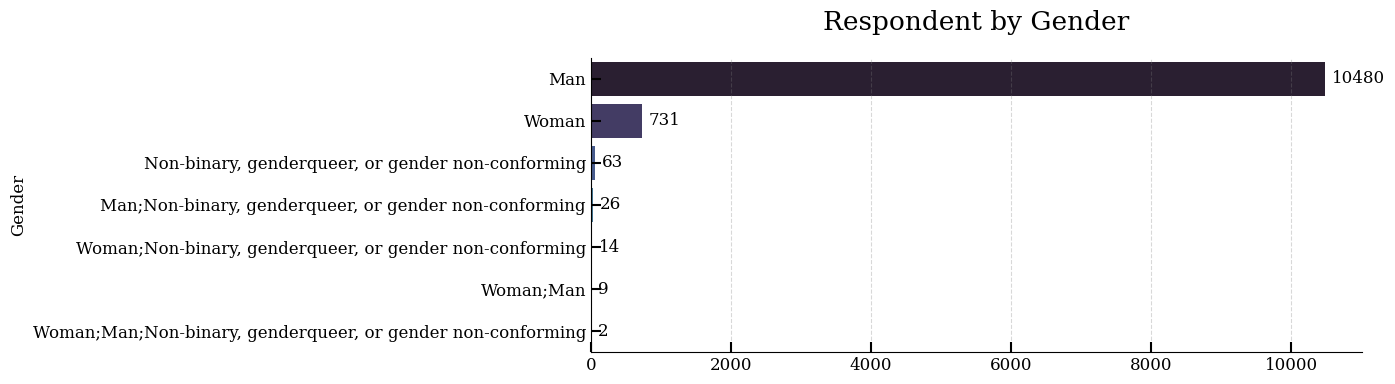 Respondent by Gender
Man 10480
Woman 731
Non-binary, genderqueer, or gender non-conforming 63
Man;Non-binary, genderqueer, or gender non-conforming 26
Woman;Non-binary, genderqueer, or gender non-conforming 14
Woman;Man 9
Woman;Man;Non-binary, genderqueer, or gender non-conforming 2
Gender
0 2000 4000 6000 8000 10000